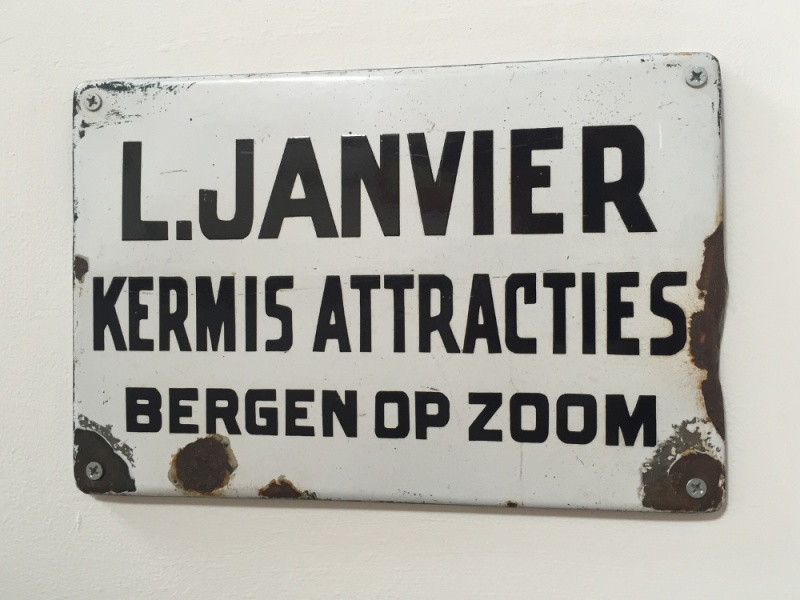 L.JANVIER
KERMIS ATTRACTIES
BERGEN OP ZOOM